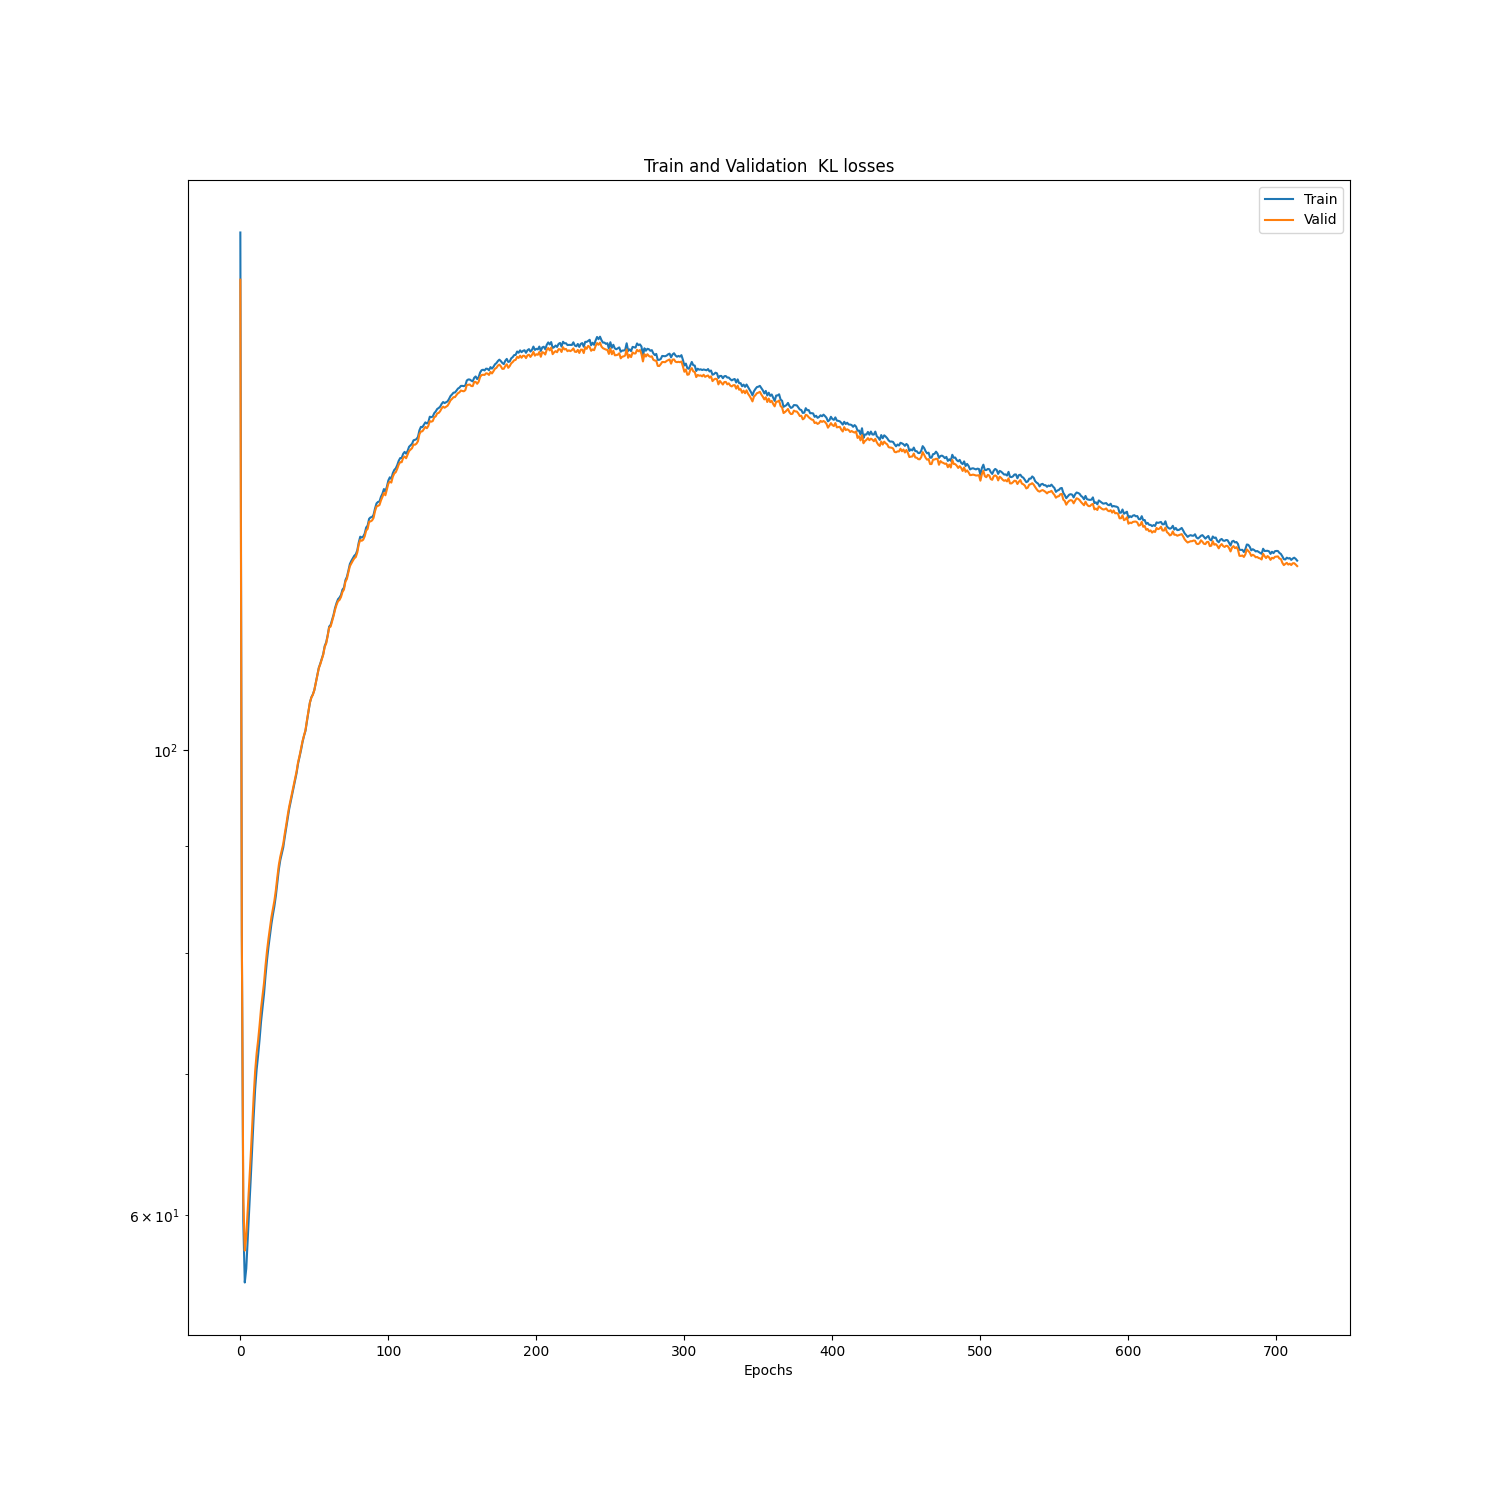 Train and Validation  KL losses
Train
Valid
10²
6 × 10¹
0 100 200 300 400 500 600 700
Epochs